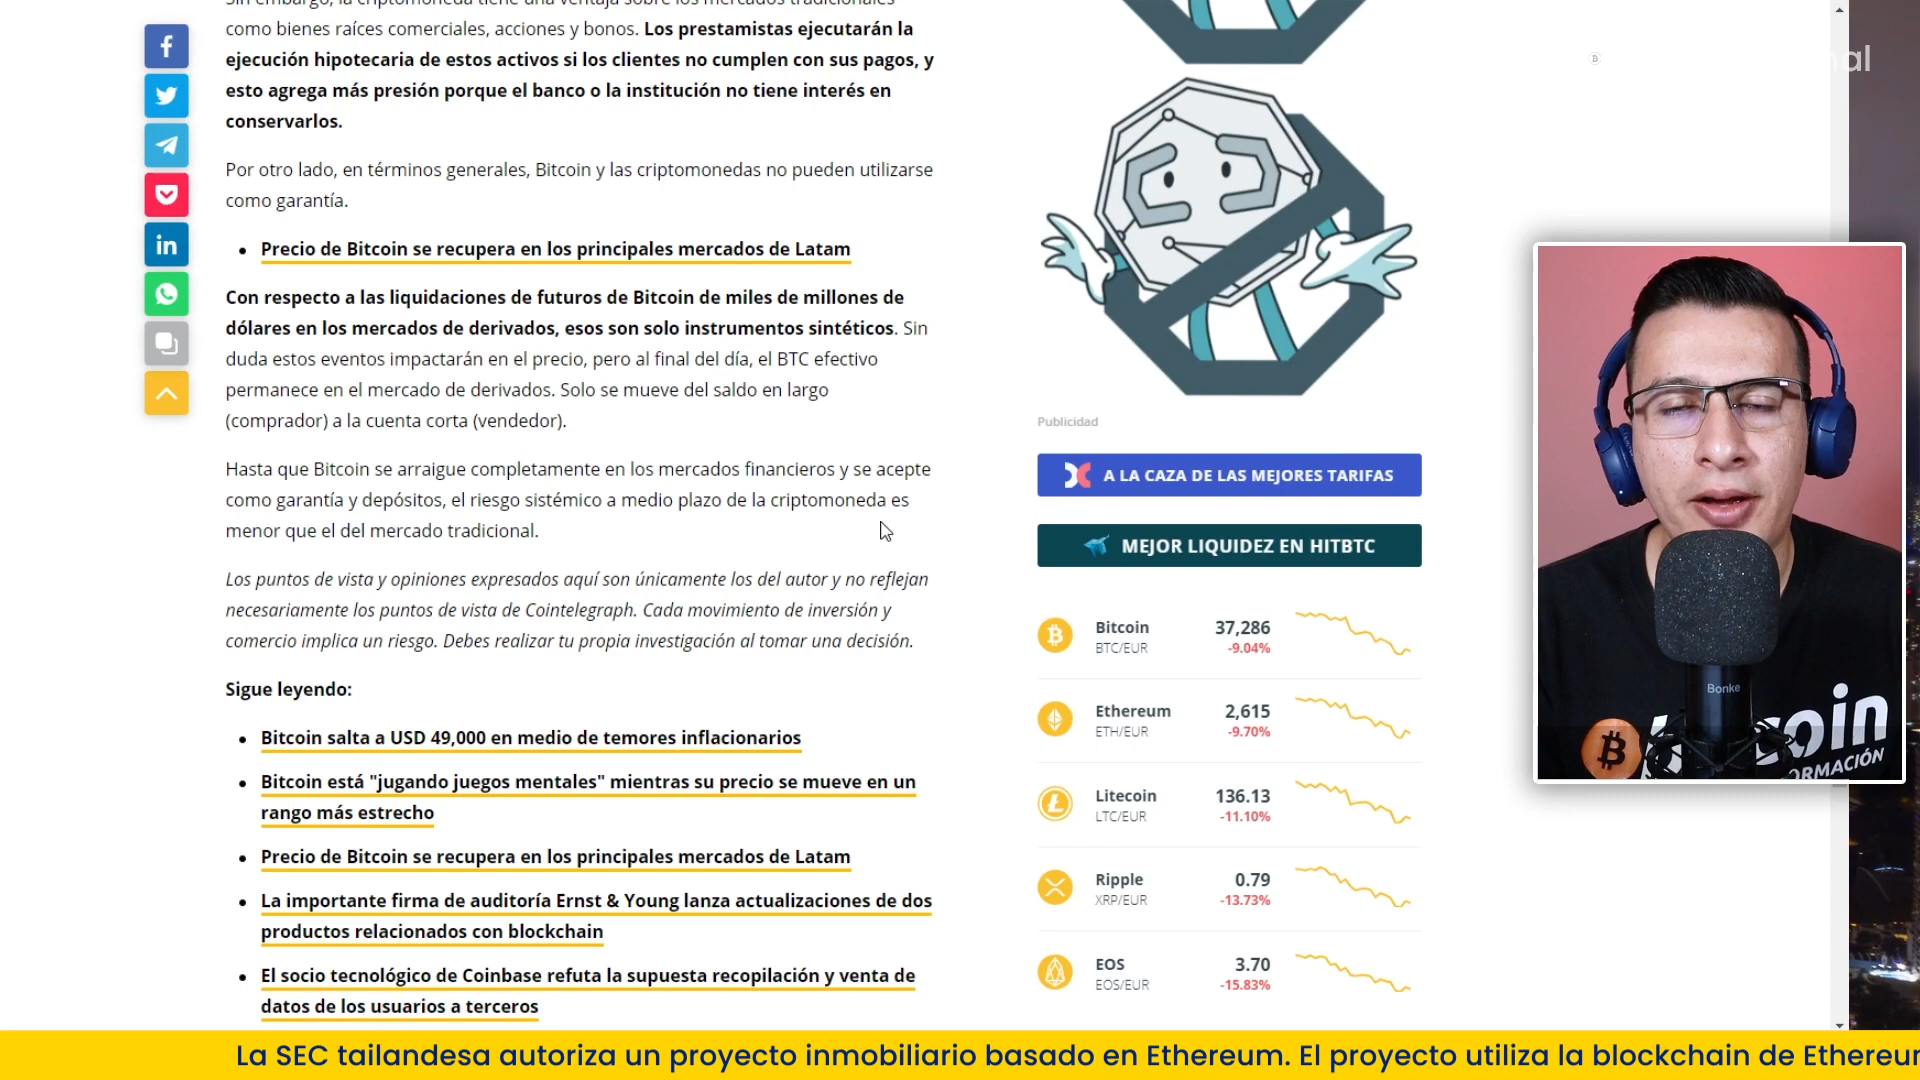 como bienes raíces comerciales, acciones y bonos. Los prestamistas ejecutarán la
ejecución hipotecaria de estos activos si los clientes no cumplen con sus pagos, y
esto agrega más presión porque el banco o la institución no tiene interés en
conservarlos.
Por otro lado, en términos generales, Bitcoin y las criptomonedas no pueden utilizarse
como garantía.
Precio de Bitcoin se recupera en los principales mercados de Latam
Con respecto a las liquidaciones de futuros de Bitcoin de miles de millones de
dólares en los mercados de derivados, esos son solo instrumentos sintéticos. Sin
duda estos eventos impactarán en el precio, pero al final del día, el BTC efectivo
permanece en el mercado de derivados. Solo se mueve del saldo en largo
(comprador) a la cuenta corta (vendedor).
Hasta que Bitcoin se arraigue completamente en los mercados financieros y se acepte
como garantía y depósitos, el riesgo sistémico a medio plazo de la criptomoneda es
menor que el del mercado tradicional.
Los puntos de vista y opiniones expresados aquí son únicamente los del autor y no reflejan
necesariamente los puntos de vista de Cointelegraph. Cada movimiento de inversión y
comercio implica un riesgo. Debes realizar tu propia investigación al tomar una decisión.
Sigue leyendo:
Bitcoin salta a USD 49,000 en medio de temores inflacionarios
Bitcoin está "jugando juegos mentales" mientras su precio se mueve en un
rango más estrecho
Precio de Bitcoin se recupera en los principales mercados de Latam
La importante firma de auditoría Ernst & Young lanza actualizaciones de dos
productos relacionados con blockchain
El socio tecnológico de Coinbase refuta la supuesta recopilación y venta de
datos de los usuarios a terceros
Publicidad
A LA CAZA DE LAS MEJORES TARIFAS
MEJOR LIQUIDEZ EN HITBTC
Bitcoin 37,286
BTC/EUR -9.04%
Ethereum 2,615
ETH/EUR -9.70%
Litecoin 136.13
LTC/EUR -11.10%
Ripple 0.79
XRP/EUR -13.73%
EOS 3.70
EOS/EUR -15.83%
nal
Bonke
coin
ORMACIÓN
La SEC tailandesa autoriza un proyecto inmobiliario basado en Ethereum. El proyecto utiliza la blockchain de Ethereu